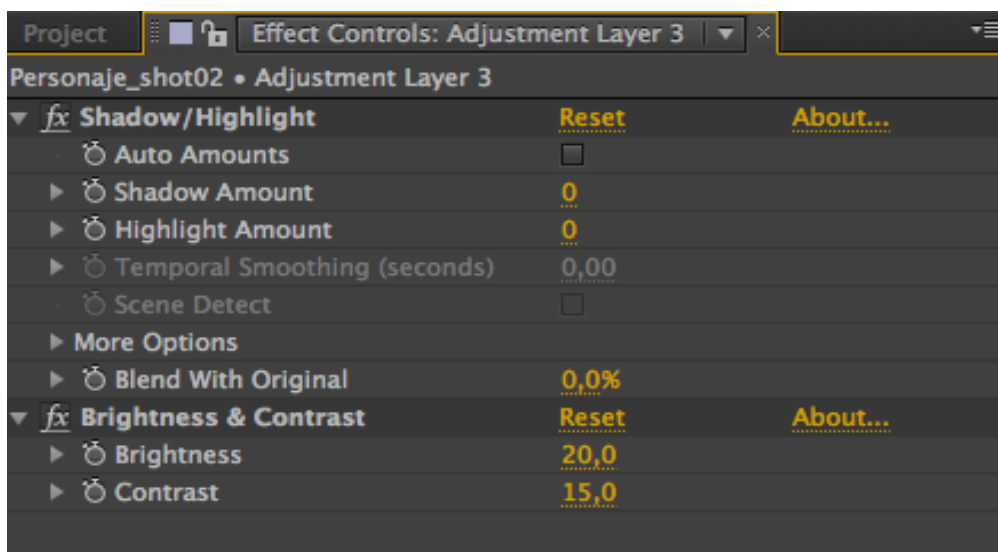 Project Effect Controls: Adjustment Layer 3
Personaje_shot02 • Adjustment Layer 3
fx Shadow/Highlight Reset About...
Auto Amounts
Shadow Amount 0
Highlight Amount 0
Temporal Smoothing (seconds) 0,00
Scene Detect
More Options
Blend With Original 0,0%
fx Brightness & Contrast Reset About...
Brightness 20,0
Contrast 15,0